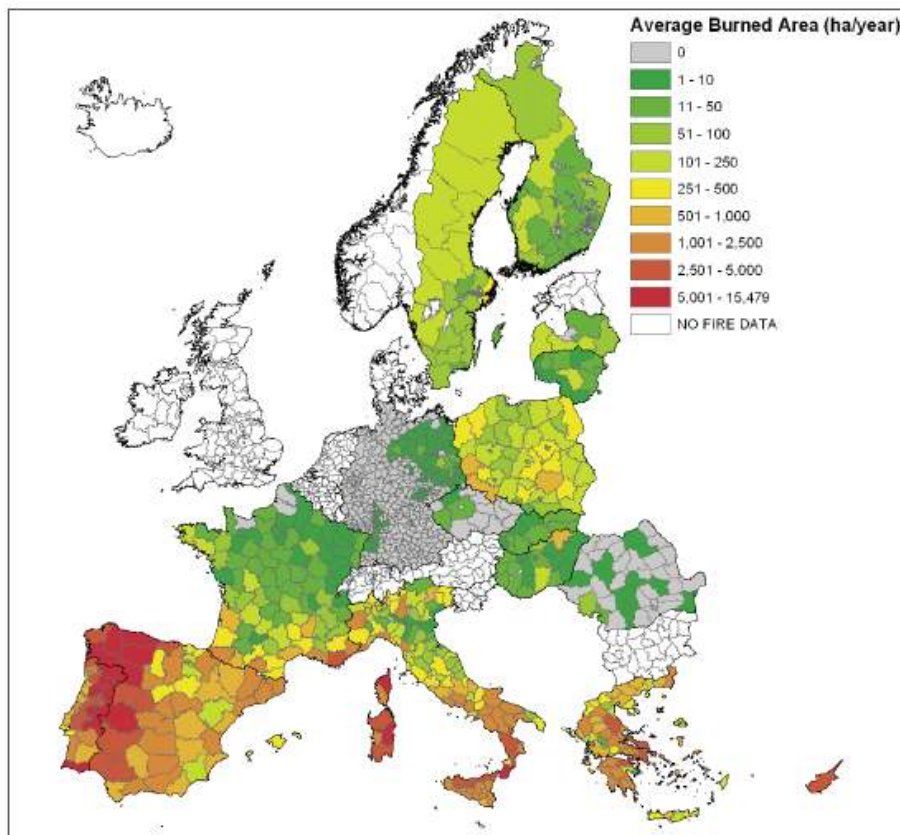 Average Burned Area (ha/year)
0
1 - 10
11 - 50
51 - 100
101 - 250
251 - 500
501 - 1,000
1,001 - 2,500
2,501 - 5,000
5,001 - 15,479
NO FIRE DATA